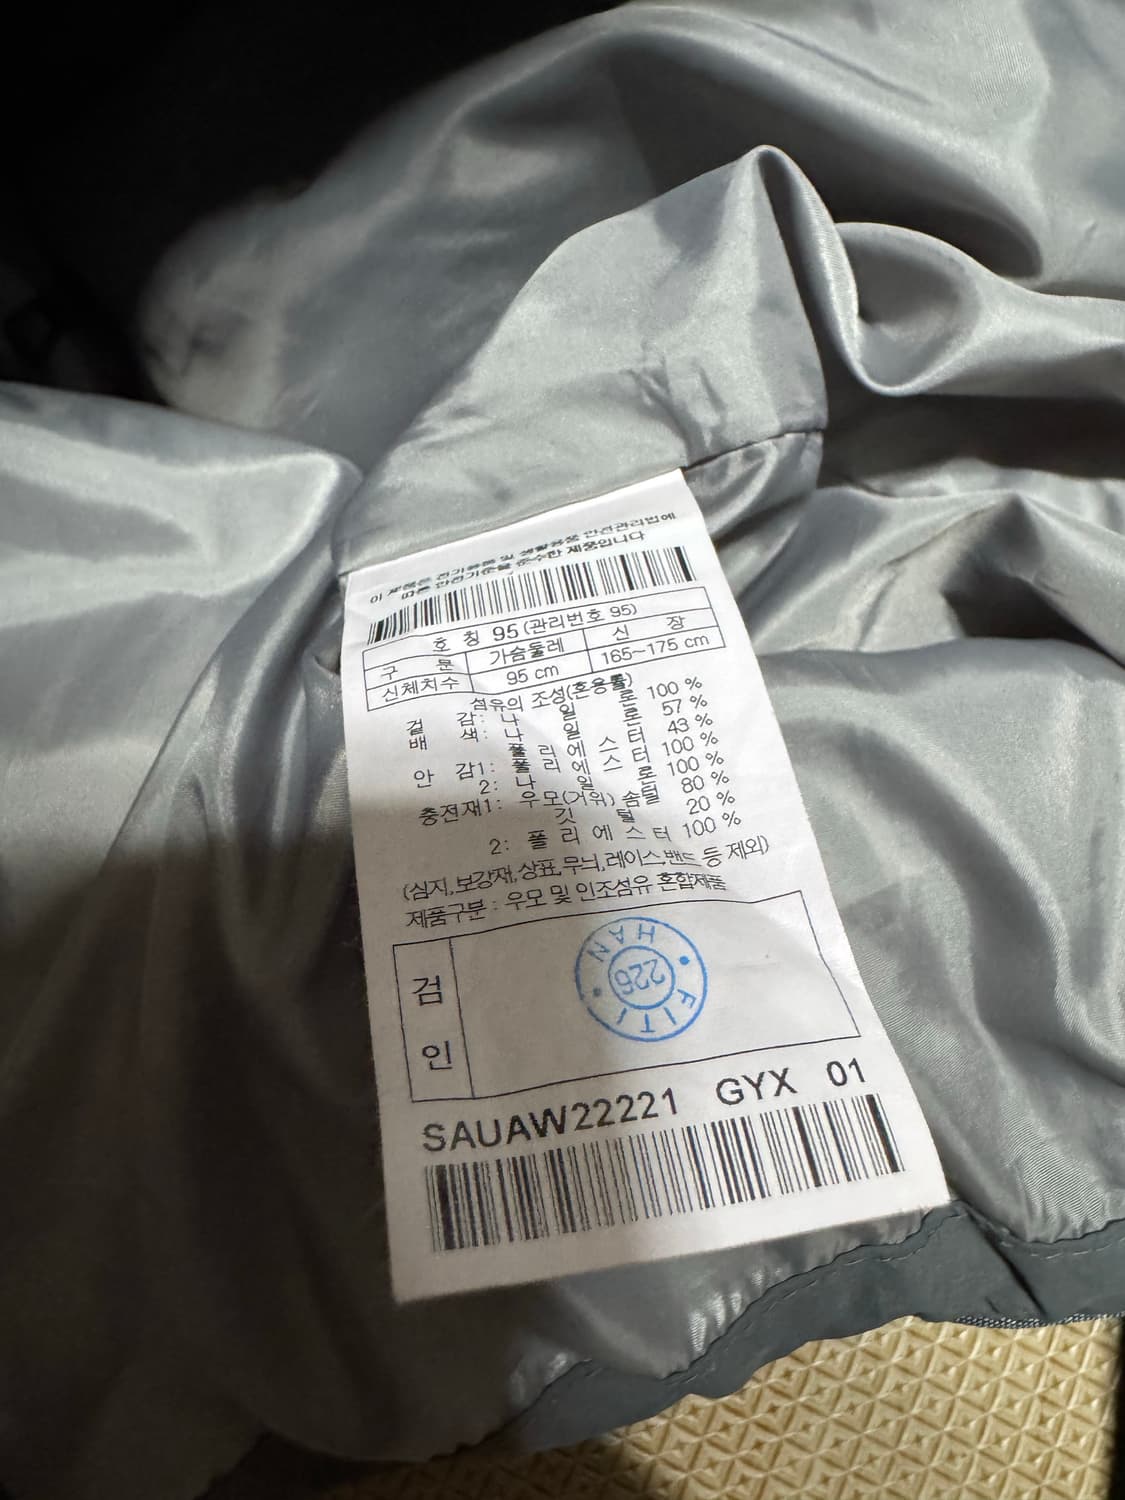 이 제품은 전기용품 및 생활용품 안전관리법에
따른 안전기준을 준수한 제품입니다
호 칭 95 (관리번호 95)
구 분 가슴둘레 신 장
신체치수 95 cm 165~175 cm
섬유의 조성(혼용률)
겉 감: 나 일 론 100 %
배 색: 나 일 론 57 %
폴 리 에 스 터 43 %
안 감1: 폴 리 에 스 터 100 %
2: 나 일 론 100 %
충전재1: 우모(거위) 솜털 80 %
깃 털 20 %
2: 폴 리 에 스 터 100 %
(심지,보강재,상표,무늬,레이스,밴드 등 제외)
제품구분 : 우모 및 인조섬유 혼합제품
검
인
HAN
226
FITI
SAUAW22221 GYX 01